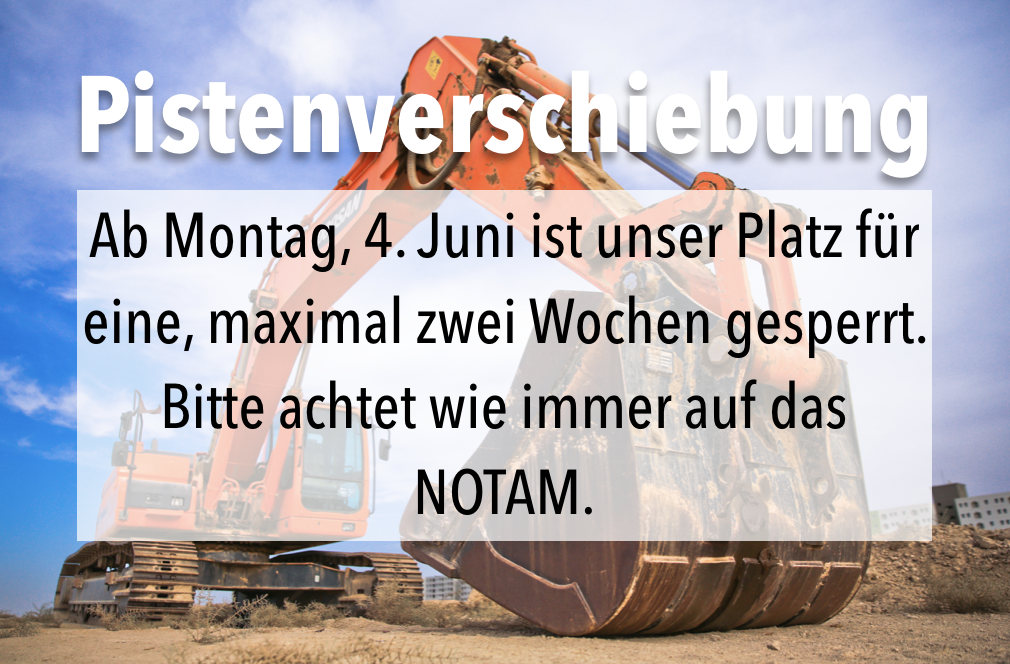 Pistenverschiebung
Ab Montag, 4. Juni ist unser Platz für
eine, maximal zwei Wochen gesperrt.
Bitte achtet wie immer auf das
NOTAM.